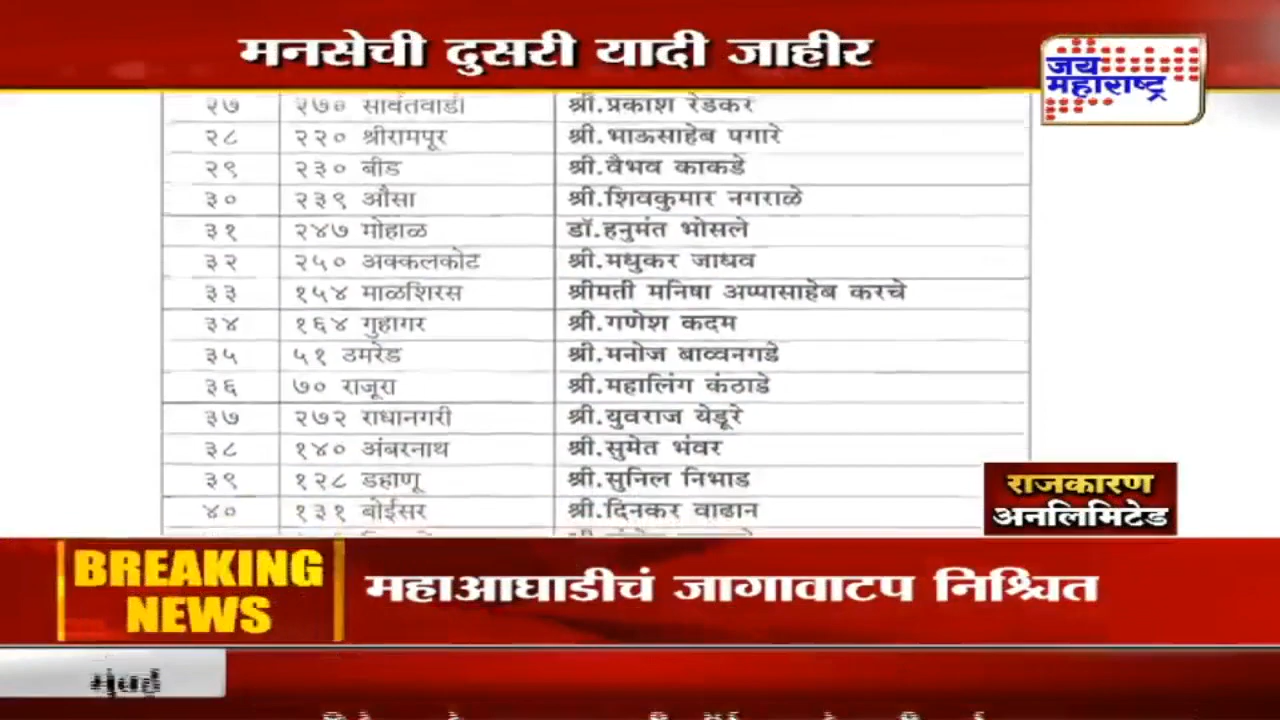 मनसेची दुसरी यादी जाहीर
जय
महाराष्ट्र
२७ २७० सावंतवाडी श्री.प्रकाश रेडकर
२८ २२० श्रीरामपूर श्री.भाऊसाहेब पगारे
२९ २३० बीड श्री.वैभव काकडे
३० २३९ औसा श्री.शिवकुमार नगराळे
३१ २४७ मोहाळ डॉ.हनुमंत भोसले
३२ २५० अक्कलकोट श्री.मधुकर जाधव
३३ १५४ माळशिरस श्रीमती मनिषा अप्पासाहेब करचे
३४ १६४ गुहागर श्री.गणेश कदम
३५ ५१ उमरेड श्री.मनोज बाव्वनगडे
३६ ७० राजूरा श्री.महालिंग कंठाडे
३७ २७२ राधानगरी श्री.युवराज येडूरे
३८ १४० अंबरनाथ श्री.सुमेत भंवर
३९ १२८ डहाणू श्री.सुनिल निभाड
४० १३१ बोईसर श्री.दिनकर वाढान
राजकारण
अनलिमिटेड
BREAKING
NEWS
महाआघाडीचं जागावाटप निश्चित